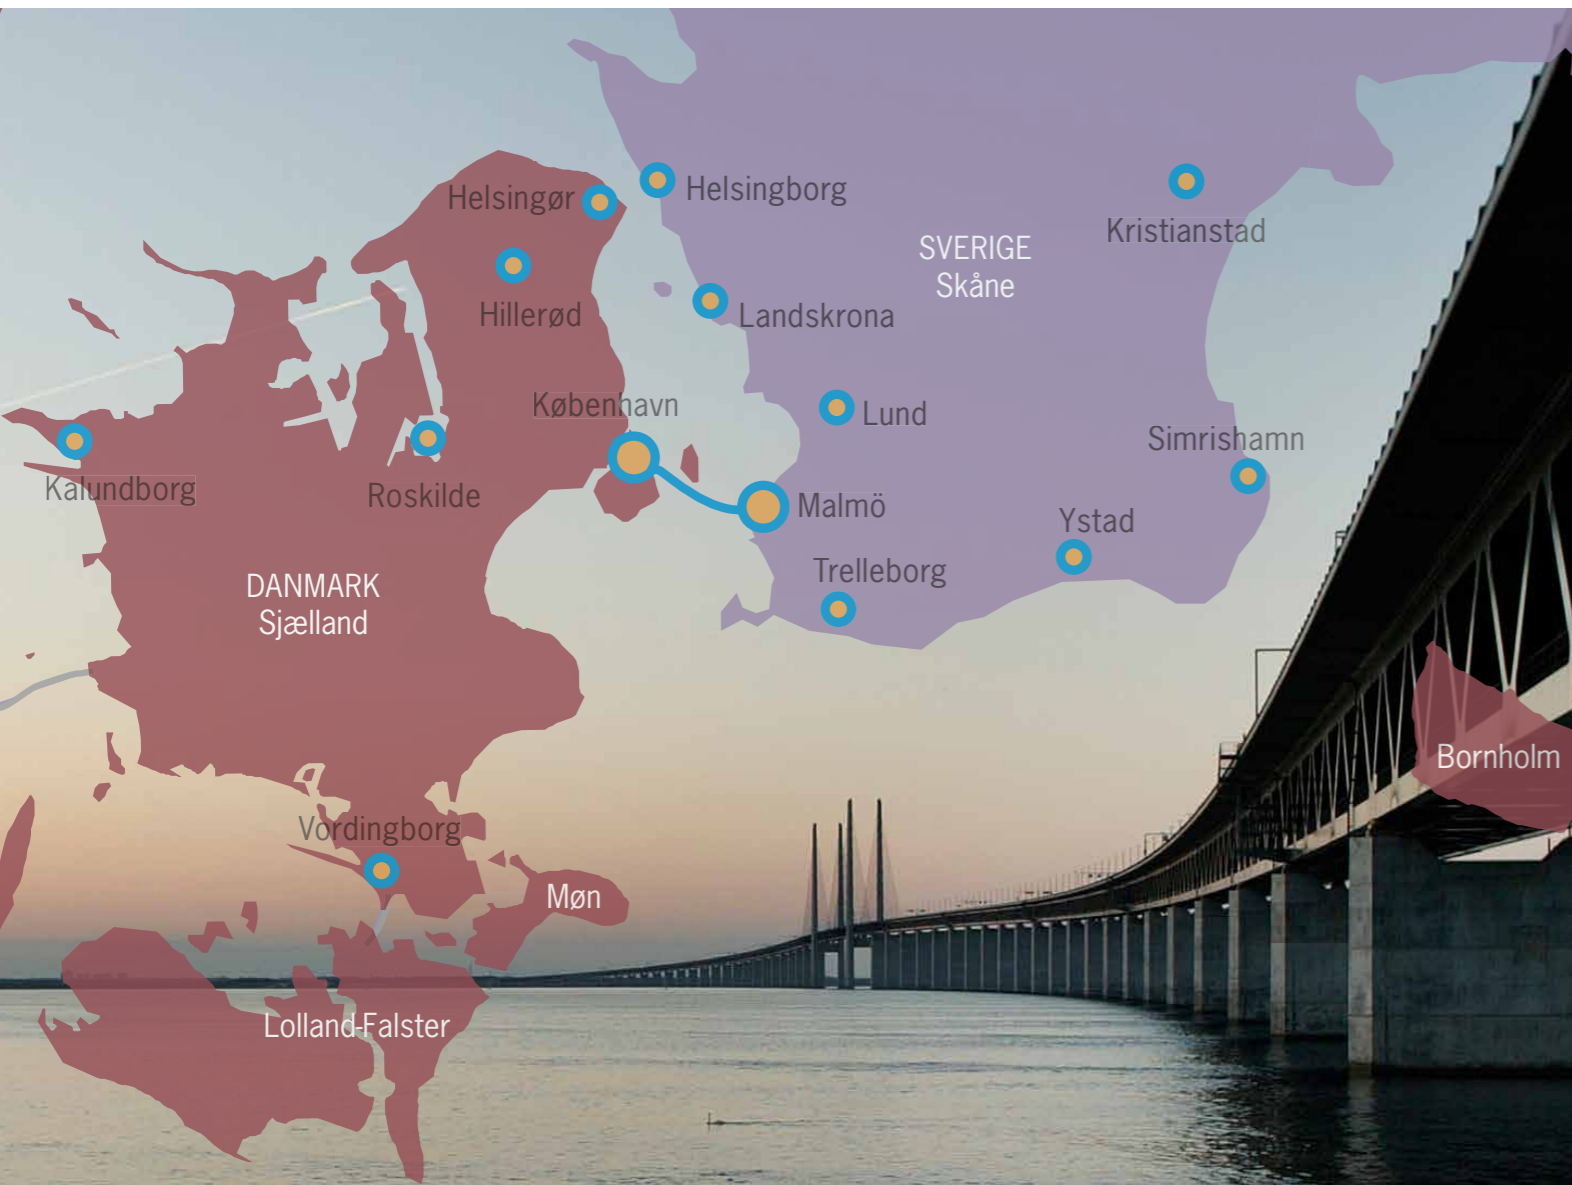 Helsingør
Helsingborg
Kristianstad
SVERIGE
Skåne
Hillerød
Landskrona
København
Lund
Simrishamn
Kalundborg
Roskilde
Malmö
Ystad
Trelleborg
DANMARK
Sjælland
Bornholm
Vordingborg
Møn
Lolland-Falster